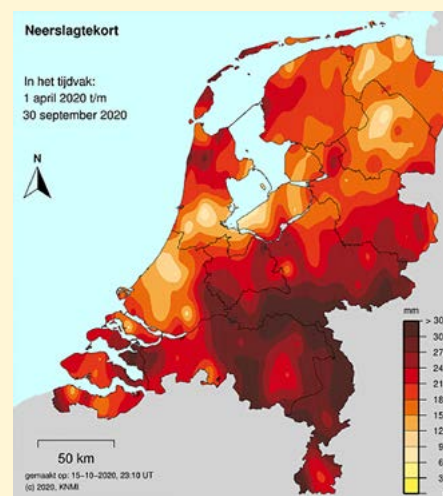 Neerslagtekort
In het tijdvak:
1 april 2020 t/m
30 september 2020
N
mm
> 30
30
27
24
21
18
15
12
9
6
3
50 km
gemaakt op: 15-10-2020, 23:10 UT
(c) 2020, KNMI